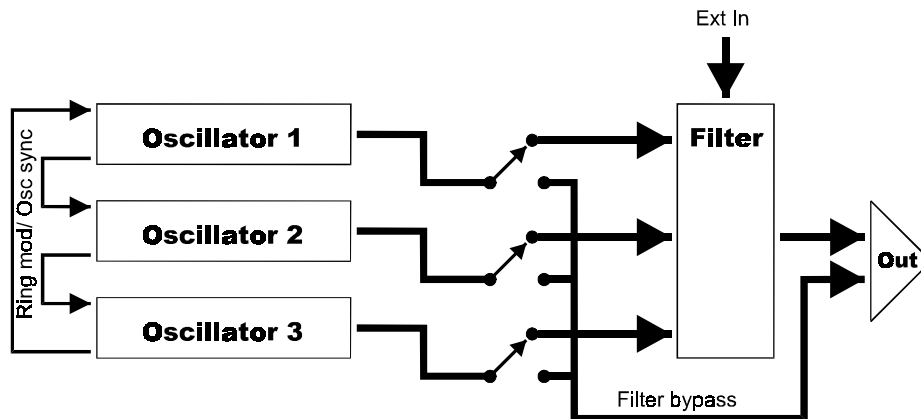 Ext In
Oscillator 1
Filter
Ring mod/ Osc sync
Oscillator 2
Out
Oscillator 3
Filter bypass